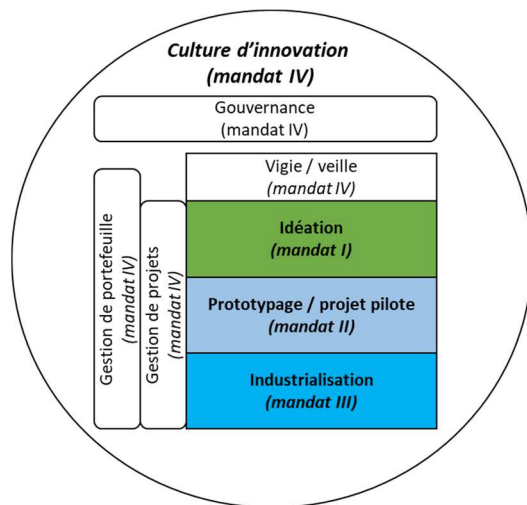 Culture d'innovation
(mandat IV)
Gouvernance
(mandat IV)
Vigie / veille
(mandat IV)
Gestion de portefeuille
(mandat IV)
Gestion de projets
(mandat IV)
Idéation
(mandat I)
Prototypage / projet pilote
(mandat II)
Industrialisation
(mandat III)